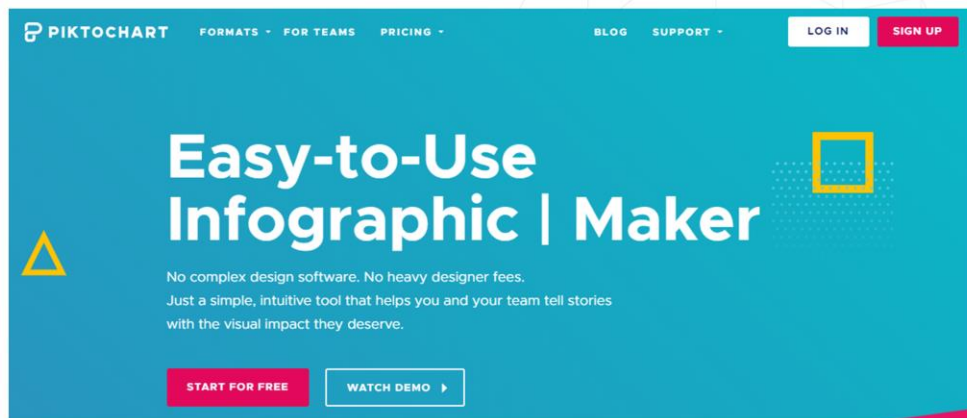 PIKTOCHART FORMATS FOR TEAMS PRICING BLOG SUPPORT LOG IN SIGN UP
Easy-to-Use
Infographic | Maker
No complex design software. No heavy designer fees.
Just a simple, intuitive tool that helps you and your team tell stories
with the visual impact they deserve.
START FOR FREE WATCH DEMO